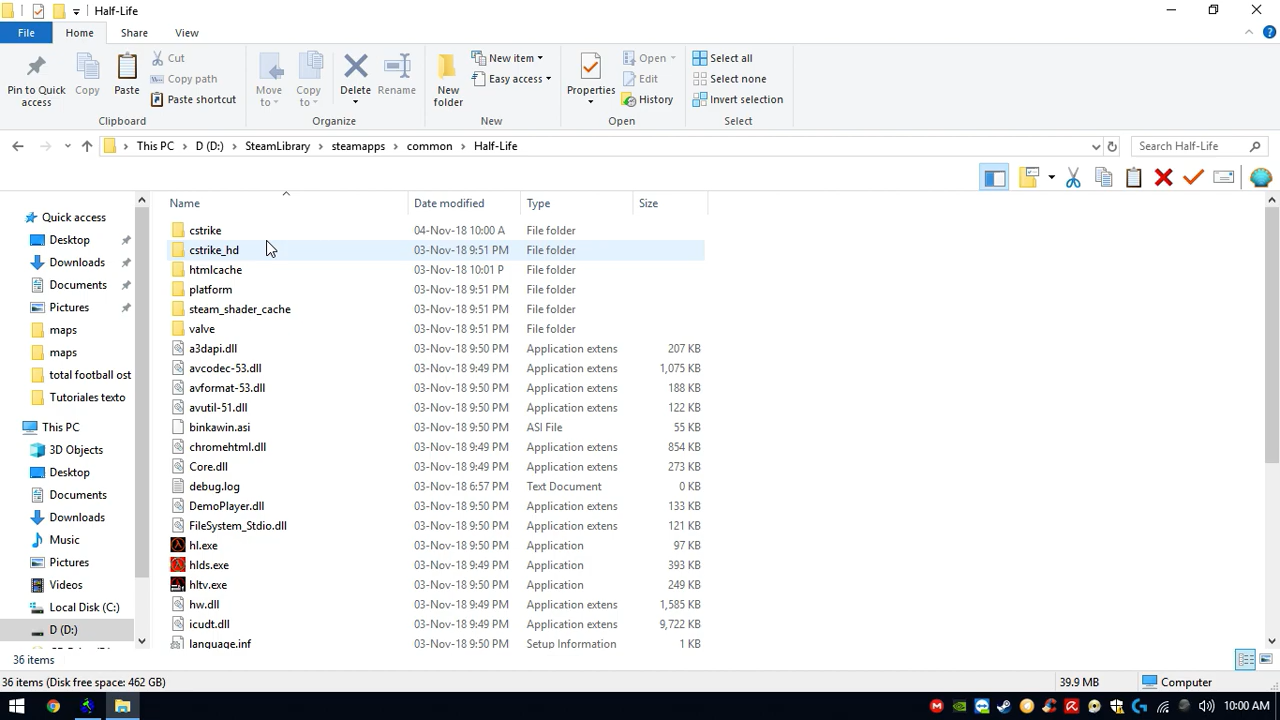 Half-Life
File Home Share View
Pin to Quick access
Copy
Paste
Cut
Copy path
Paste shortcut
Move to
Copy to
Delete
Rename
New folder
New item
Easy access
Properties
Open
Edit
History
Select all
Select none
Invert selection
Clipboard Organize New Open Select
This PC D (D:) SteamLibrary steamapps common Half-Life
Search Half-Life
Name Date modified Type Size
cstrike 04-Nov-18 10:00 A File folder
cstrike_hd 03-Nov-18 9:51 PM File folder
htmlcache 03-Nov-18 10:01 P File folder
platform 03-Nov-18 9:51 PM File folder
steam_shader_cache 03-Nov-18 9:51 PM File folder
valve 03-Nov-18 9:51 PM File folder
a3dapi.dll 03-Nov-18 9:50 PM Application extens 207 KB
avcodec-53.dll 03-Nov-18 9:49 PM Application extens 1,075 KB
avformat-53.dll 03-Nov-18 9:50 PM Application extens 188 KB
avutil-51.dll 03-Nov-18 9:50 PM Application extens 122 KB
binkawin.asi 03-Nov-18 9:50 PM ASI File 55 KB
chromehtml.dll 03-Nov-18 9:49 PM Application extens 854 KB
Core.dll 03-Nov-18 9:49 PM Application extens 273 KB
debug.log 03-Nov-18 6:57 PM Text Document 0 KB
DemoPlayer.dll 03-Nov-18 9:50 PM Application extens 133 KB
FileSystem_Stdio.dll 03-Nov-18 9:50 PM Application extens 121 KB
hl.exe 03-Nov-18 9:50 PM Application 97 KB
hlds.exe 03-Nov-18 9:49 PM Application 393 KB
hltv.exe 03-Nov-18 9:50 PM Application 249 KB
hw.dll 03-Nov-18 9:49 PM Application extens 1,585 KB
icudt.dll 03-Nov-18 9:49 PM Application extens 9,722 KB
language.inf 03-Nov-18 9:50 PM Setup Information 1 KB
Quick access
Desktop
Downloads
Documents
Pictures
maps
maps
total football ost
Tutoriales texto
This PC
3D Objects
Desktop
Documents
Downloads
Music
Pictures
Videos
Local Disk (C:)
D (D:)
36 items
36 items (Disk free space: 462 GB) 39.9 MB Computer
10:00 AM